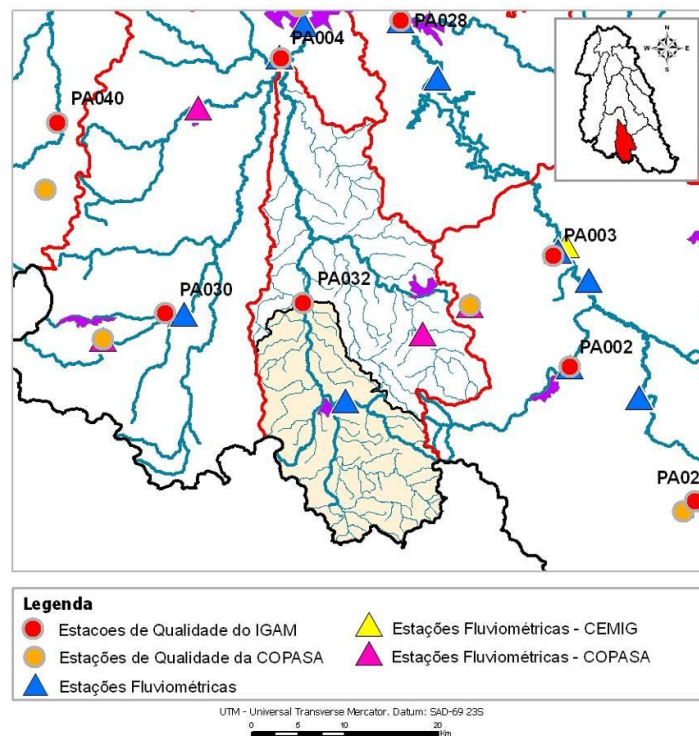 PA028
PA004
N
W E
S
PA040
PA003
PA032
PA030
PA002
PA02
Legenda
Estacoes de Qualidade do IGAM
Estações Fluviométricas - CEMIG
Estações de Qualidade da COPASA
Estações Fluviométricas - COPASA
Estações Fluviométricas
UTM - Universal Transverse Mercator. Datum: SAD-69 23S
0 5 10 20
Km